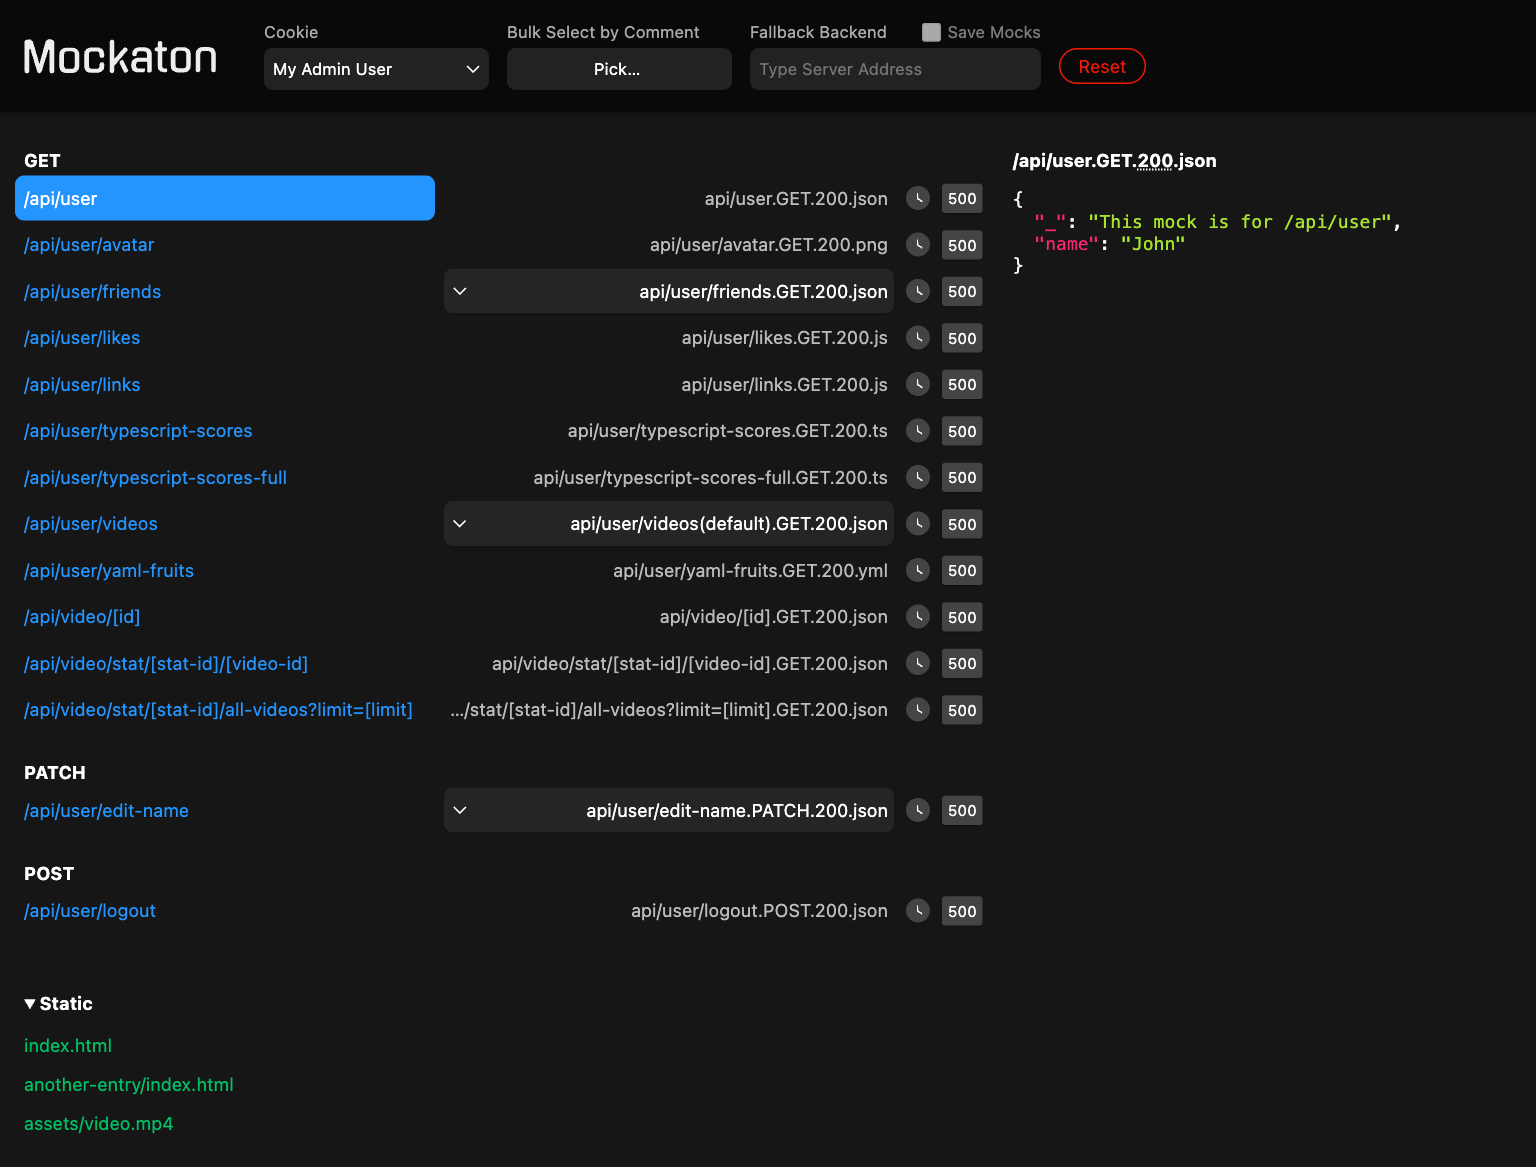 Mockaton
Cookie
My Admin User
Bulk Select by Comment
Pick...
Fallback Backend
Save Mocks
Type Server Address
Reset
GET
/api/user api/user.GET.200.json 500
/api/user/avatar api/user/avatar.GET.200.png 500
/api/user/friends api/user/friends.GET.200.json 500
/api/user/likes api/user/likes.GET.200.js 500
/api/user/links api/user/links.GET.200.js 500
/api/user/typescript-scores api/user/typescript-scores.GET.200.ts 500
/api/user/typescript-scores-full api/user/typescript-scores-full.GET.200.ts 500
/api/user/videos api/user/videos(default).GET.200.json 500
/api/user/yaml-fruits api/user/yaml-fruits.GET.200.yml 500
/api/video/[id] api/video/[id].GET.200.json 500
/api/video/stat/[stat-id]/[video-id] api/video/stat/[stat-id]/[video-id].GET.200.json 500
/api/video/stat/[stat-id]/all-videos?limit=[limit] .../stat/[stat-id]/all-videos?limit=[limit].GET.200.json 500
PATCH
/api/user/edit-name api/user/edit-name.PATCH.200.json 500
POST
/api/user/logout api/user/logout.POST.200.json 500
▼ Static
index.html
another-entry/index.html
assets/video.mp4
/api/user.GET.200.json
{
"_": "This mock is for /api/user",
"name": "John"
}